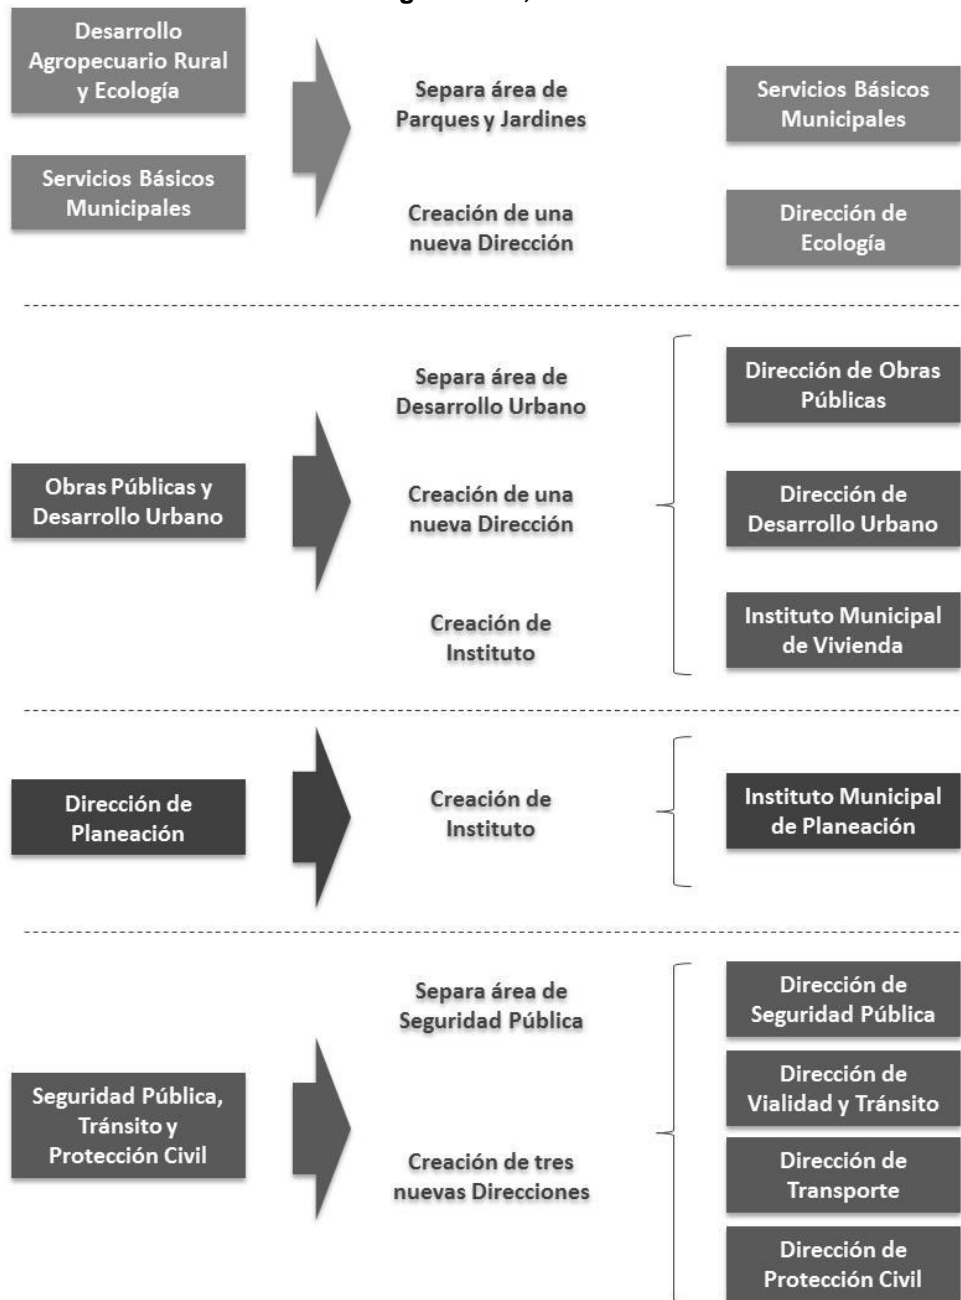 Desarrollo
Agropecuario Rural
y Ecología
Servicios Básicos
Municipales
Separa área de
Parques y Jardines
Creación de una
nueva Dirección
Servicios Básicos
Municipales
Dirección de
Ecología
Obras Públicas y
Desarrollo Urbano
Separa área de
Desarrollo Urbano
Creación de una
nueva Dirección
Creación de
Instituto
Dirección de Obras
Públicas
Dirección de
Desarrollo Urbano
Instituto Municipal
de Vivienda
Dirección de
Planeación
Creación de
Instituto
Instituto Municipal
de Planeación
Seguridad Pública,
Tránsito y
Protección Civil
Separa área de
Seguridad Pública
Creación de tres
nuevas Direcciones
Dirección de
Seguridad Pública
Dirección de
Vialidad y Tránsito
Dirección de
Transporte
Dirección de
Protección Civil